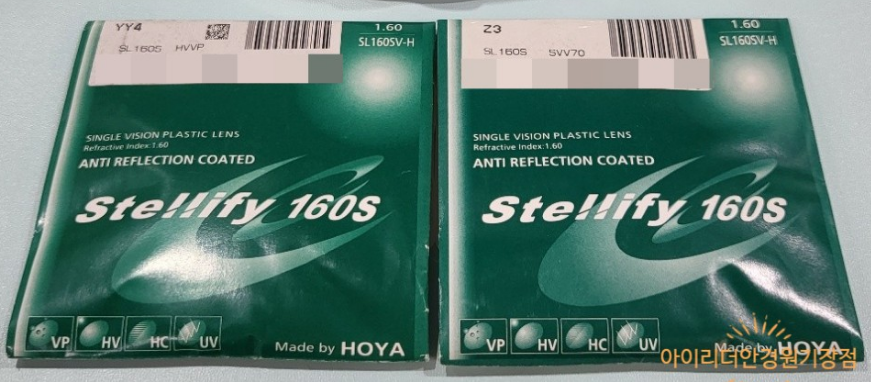 YY4
SL160S HVVP
1.60
SL160SV-H
SINGLE VISION PLASTIC LENS
Refractive Index:1.60
ANTI REFLECTION COATED
Stellify 160S
VP HV HC UV
Made by HOYA
Z3
SL160S SVV70
1.60
SL160SV-H
SINGLE VISION PLASTIC LENS
Refractive Index:1.60
ANTI REFLECTION COATED
Stellify 160S
VP HV HC UV
Made by HOYA
아이리더안경원기장점